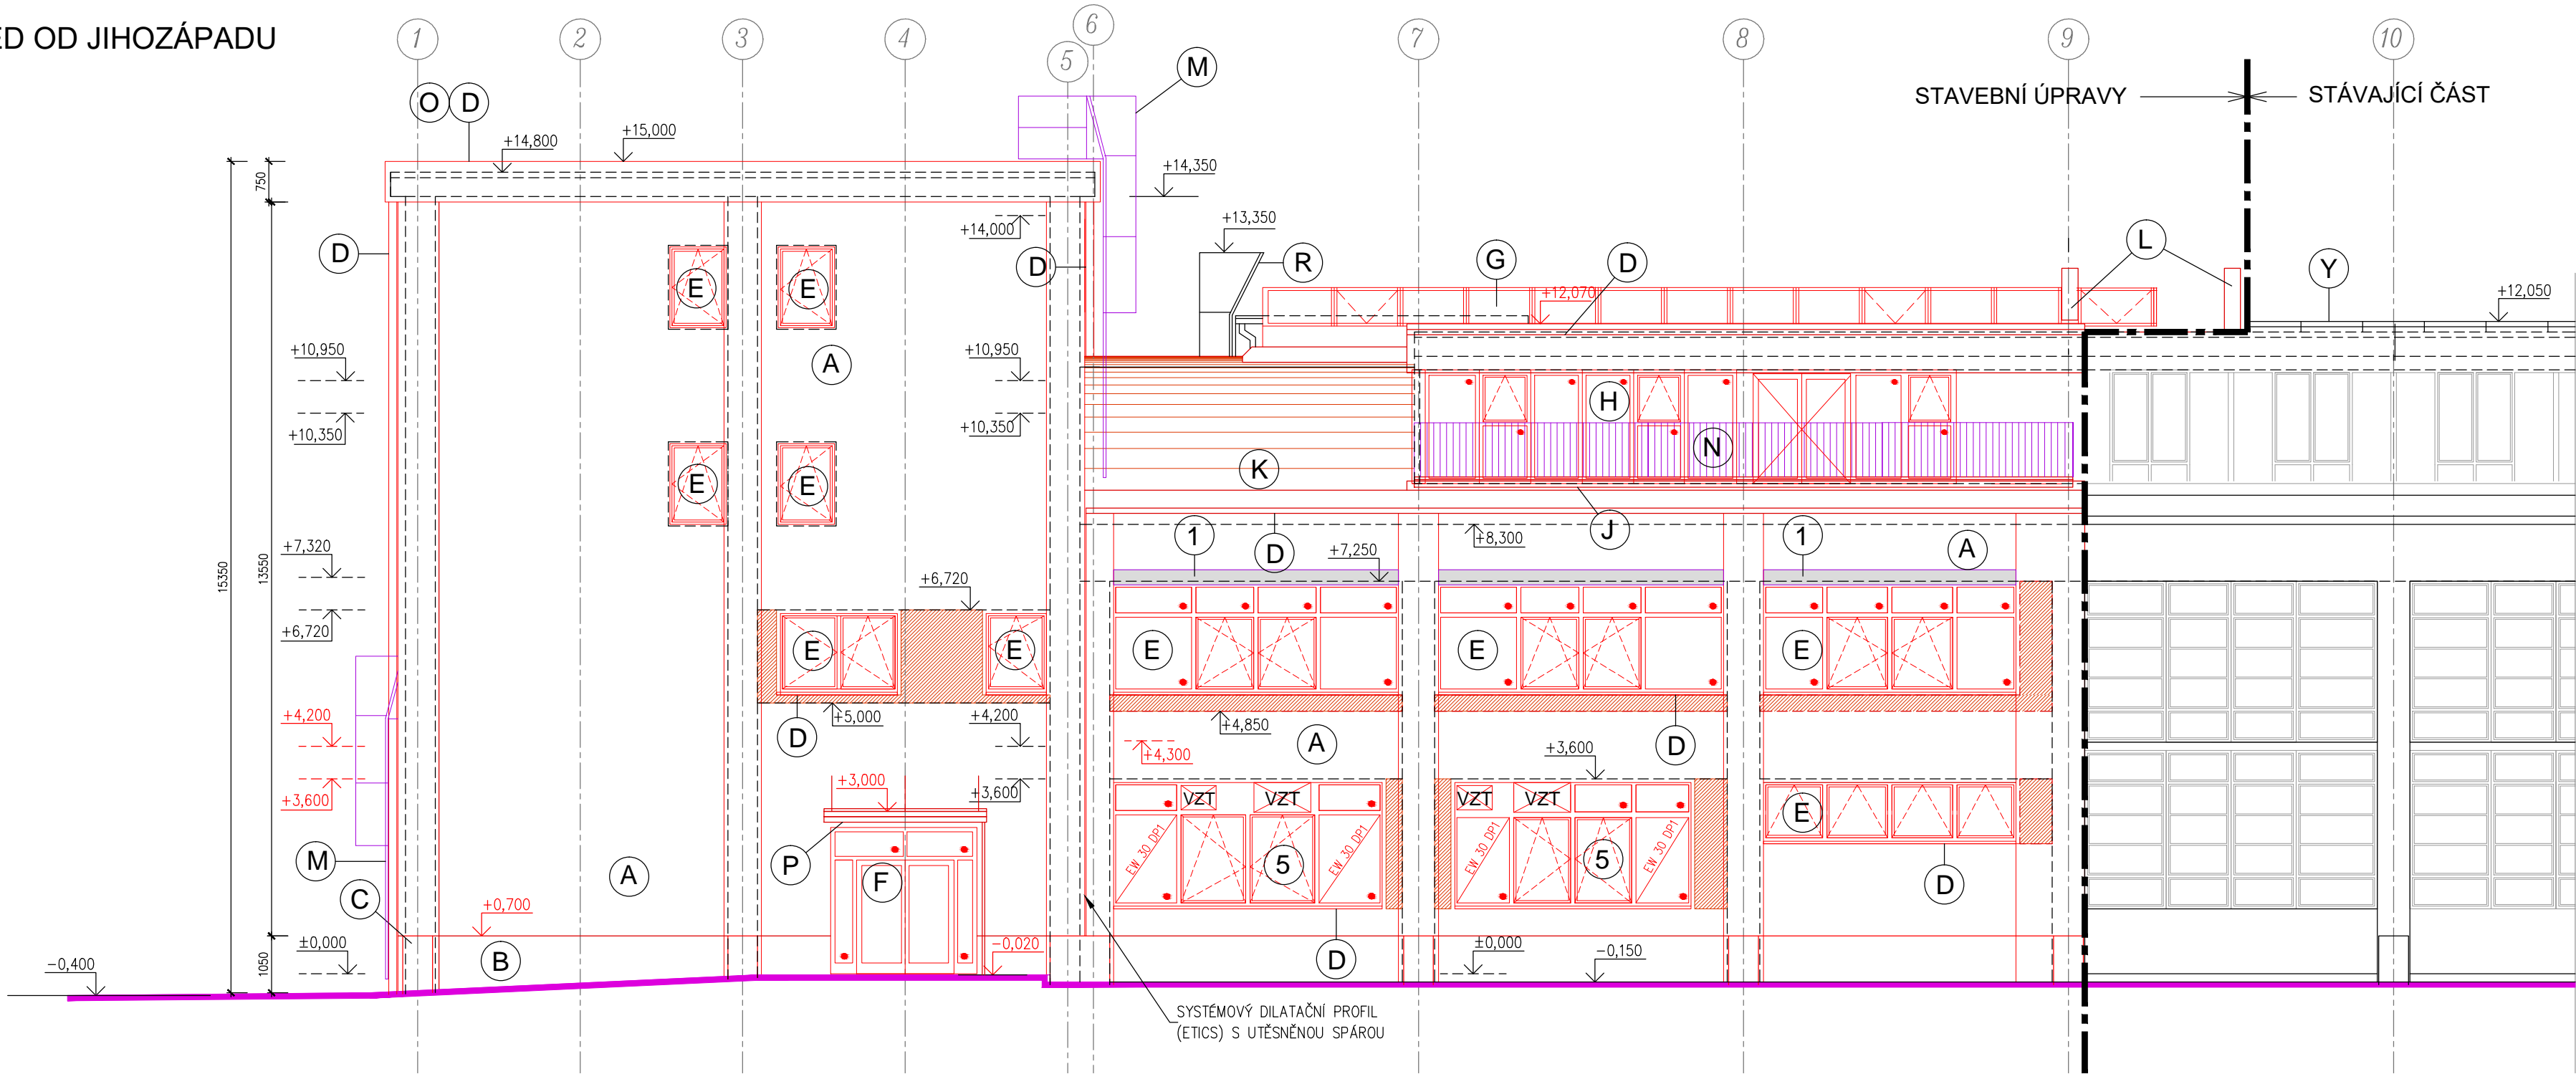 ED OD JIHOZÁPADU
1 2 3 4 5 6 7 8 9 10
O D M
STAVEBNÍ ÚPRAVY STÁVAJÍCÍ ČÁST
+14,800 +15,000
+14,350
750
+13,350
+14,000
D D R G D L Y
E E
+12,070 +12,050
+10,950 A +10,950
+10,350 +10,350
H
N
K
E E
J
1 D 1 A
+7,320 +7,250 +8,300
15350 13550
+6,720 +6,720
E E E E E
+4,200 +5,000 +4,200 +4,850
D A D
+4,300 +3,600
+3,600 +3,000 +3,600
VZT VZT VZT VZT
E
EW 30 DP1 EW 30 DP1 EW 30 DP1 EW 30 DP1
M P F 5 5
A D
C
+0,700
±0,000 -0,020 ±0,000 -0,150
B D
-0,400 1050
SYSTÉMOVÝ DILATAČNÍ PROFIL
(ETICS) S UTĚSNĚNOU SPÁROU